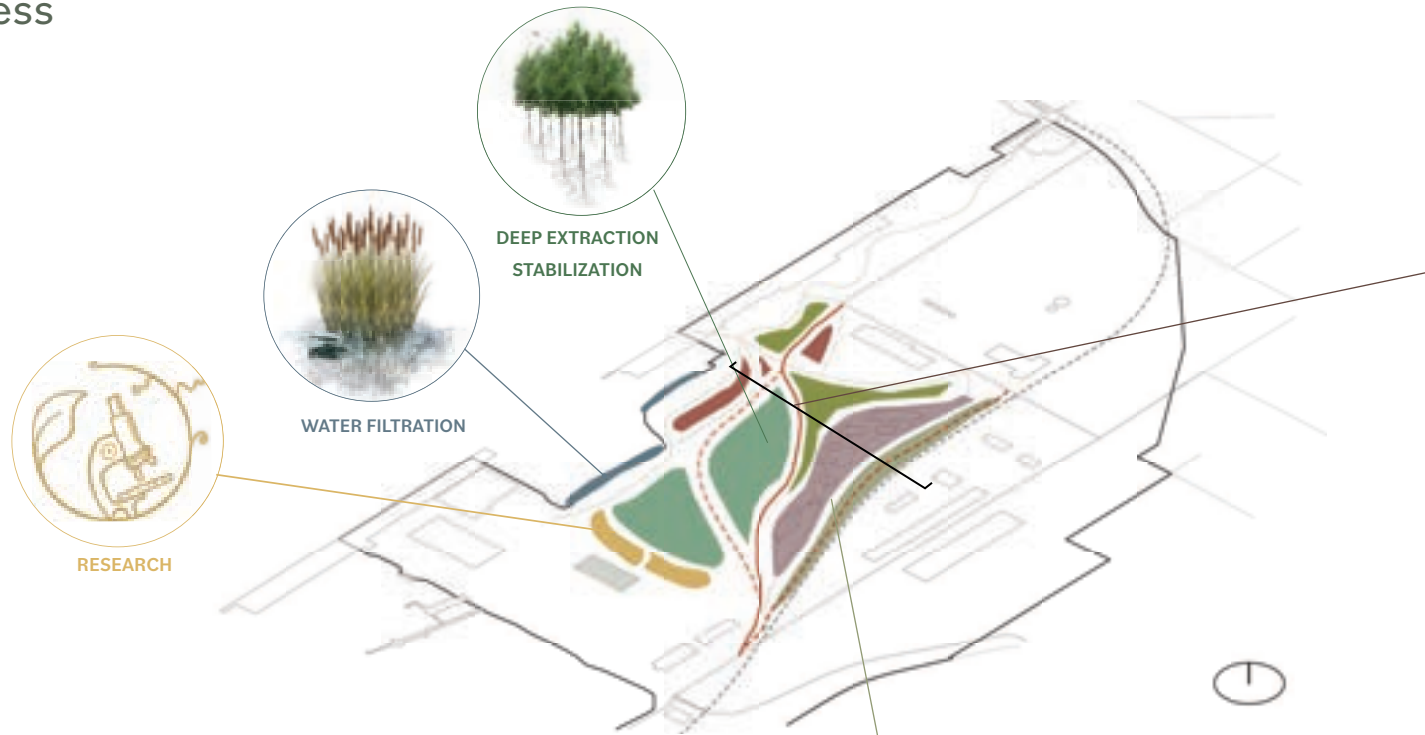 ess
DEEP EXTRACTION
STABILIZATION
WATER FILTRATION
RESEARCH